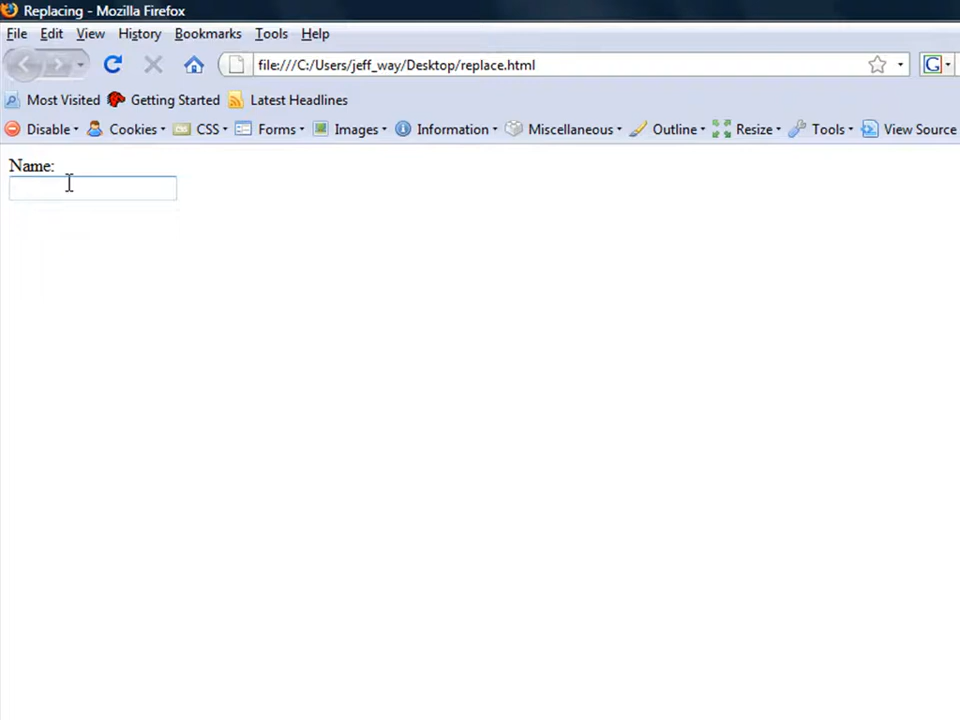 Replacing - Mozilla Firefox
File Edit View History Bookmarks Tools Help
file:///C:/Users/jeff_way/Desktop/replace.html G
Most Visited Getting Started Latest Headlines
Disable Cookies CSS Forms Images Information Miscellaneous Outline Resize Tools View Source
Name: